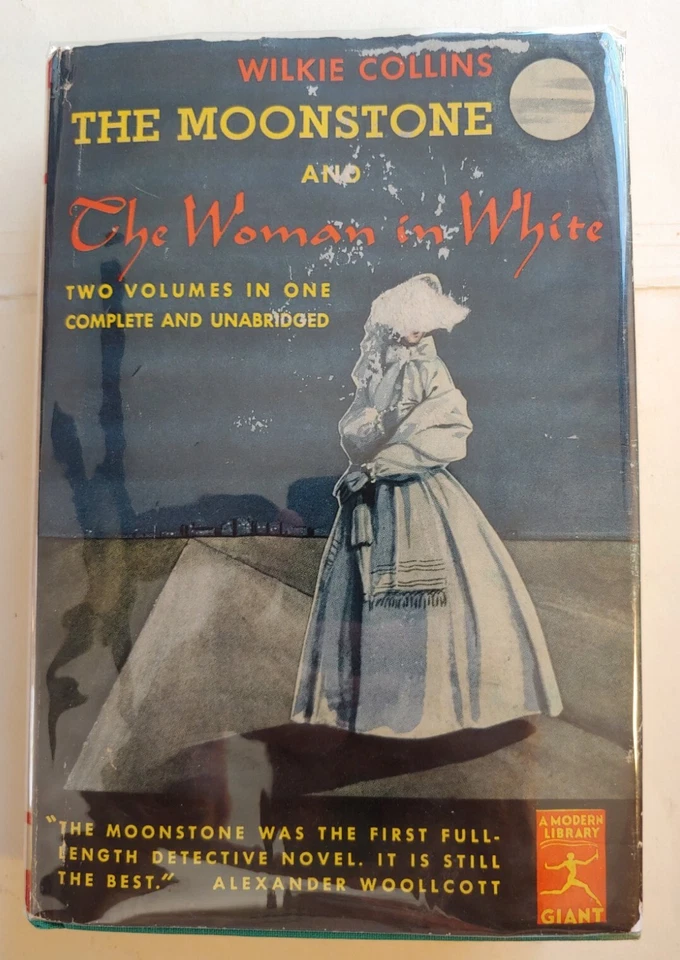 WILKIE COLLINS
THE MOONSTONE
AND
The Woman in White
TWO VOLUMES IN ONE
COMPLETE AND UNABRIDGED
"THE MOONSTONE WAS THE FIRST FULL-
LENGTH DETECTIVE NOVEL. IT IS STILL
THE BEST." ALEXANDER WOOLLCOTT
A MODERN
LIBRARY
GIANT